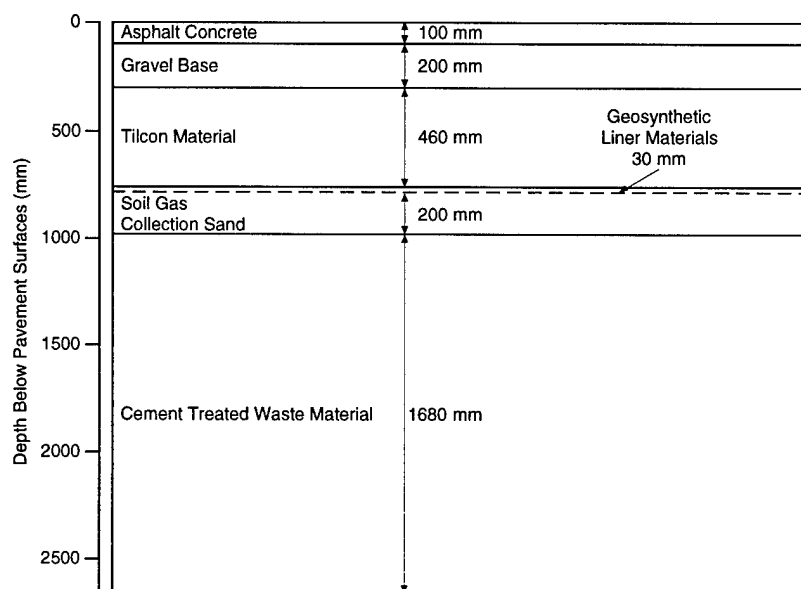 0
Asphalt Concrete
100 mm
Gravel Base
200 mm
500
Tilcon Material
460 mm
Geosynthetic
Liner Materials
30 mm
Soil Gas
Collection Sand
200 mm
1000
1500
Cement Treated Waste Material
1680 mm
2000
2500
Depth Below Pavement Surfaces (mm)